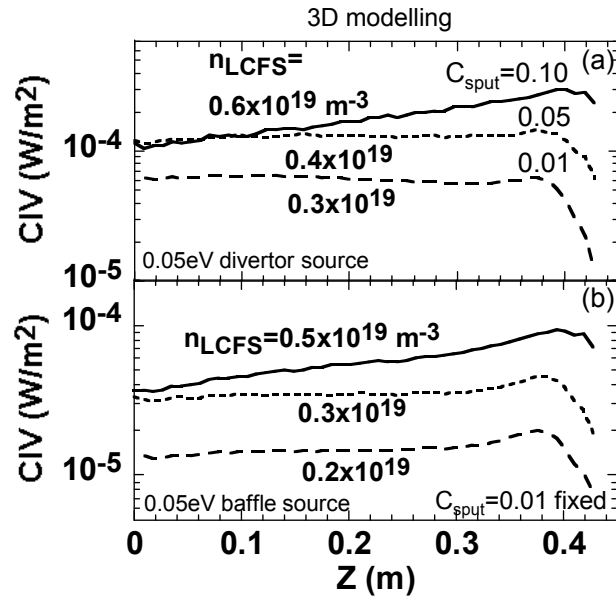 3D modelling
(a)
n_LCFS=
C_sput=0.10
0.6x10^19 m^-3
0.05
10^-4
0.4x10^19
0.01
CIV (W/m^2)
0.3x10^19
0.05eV divertor source
10^-5
(b)
10^-4
n_LCFS=0.5x10^19 m^-3
CIV (W/m^2)
0.3x10^19
10^-5
0.2x10^19
0.05eV baffle source
C_sput=0.01 fixed
0 0.1 0.2 0.3 0.4
Z (m)